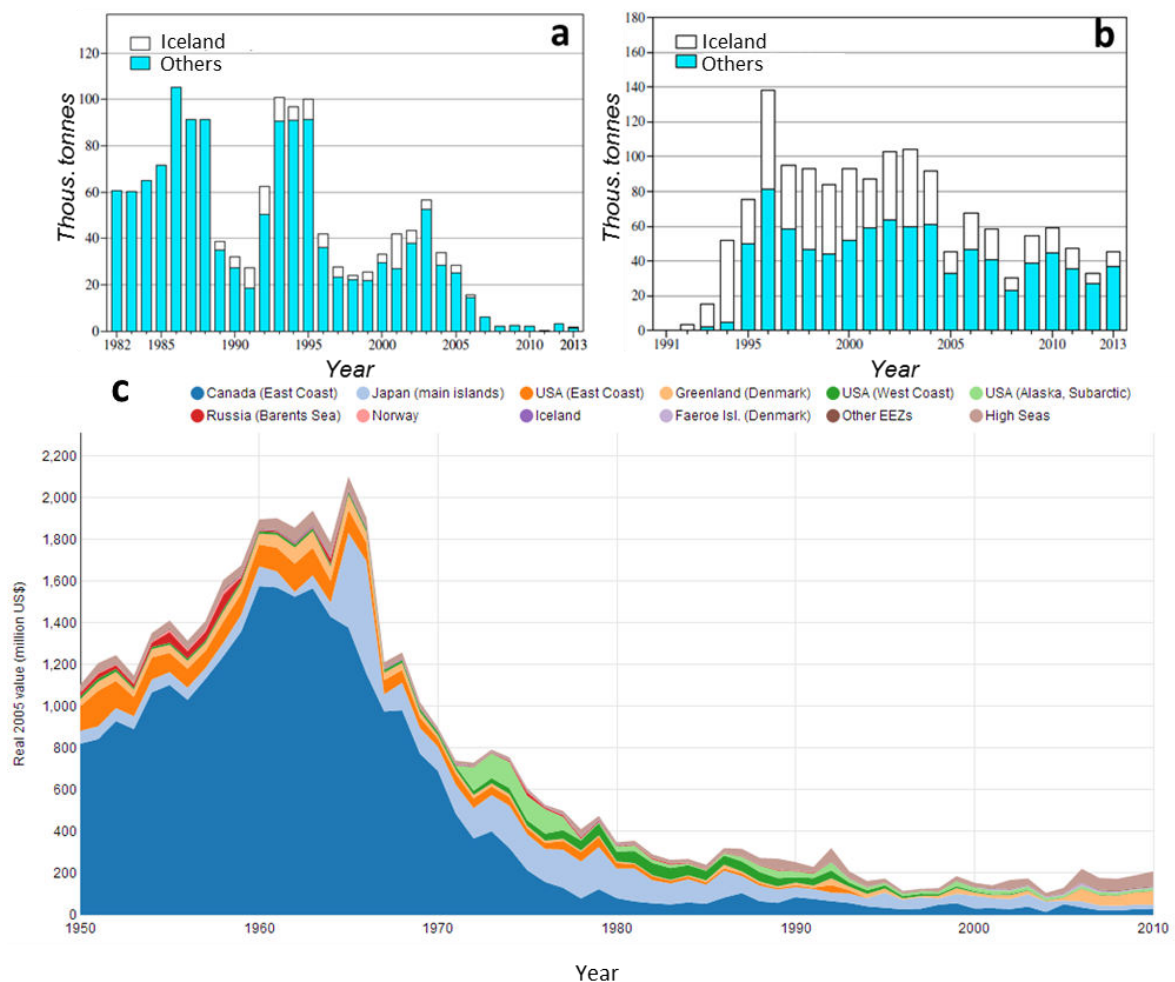 a
Iceland
Others
Thous. tonnes
120
100
80
60
40
20
0
1982
1985
1990
1995
2000
2005
2013
Year
b
Iceland
Others
Thous. tonnes
180
160
140
120
100
80
60
40
20
0
1991
1995
2000
2005
2013
Year
c
Canada (East Coast) Japan (main islands) USA (East Coast) Greenland (Denmark) USA (West Coast) USA (Alaska, Subarctic)
Russia (Barents Sea) Norway Iceland Faeroe Isl. (Denmark) Other EEZs High Seas
Real 2005 value (million US$)
2,200
2,000
1,800
1,600
1,400
1,200
1,000
800
600
400
200
0
1950 1960 1970 1980 1990 2000 2010
Year